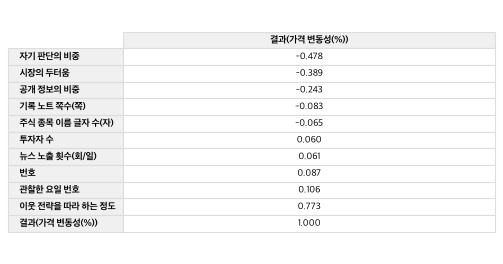 결과(가격 변동성(%))
자기 판단의 비중 -0.478
시장의 두터움 -0.389
공개 정보의 비중 -0.243
기록 노트 쪽수(쪽) -0.083
주식 종목 이름 글자 수(자) -0.065
투자자 수 0.060
뉴스 노출 횟수(회/일) 0.061
번호 0.087
관찰한 요일 번호 0.106
이웃 전략을 따라 하는 정도 0.773
결과(가격 변동성(%)) 1.000